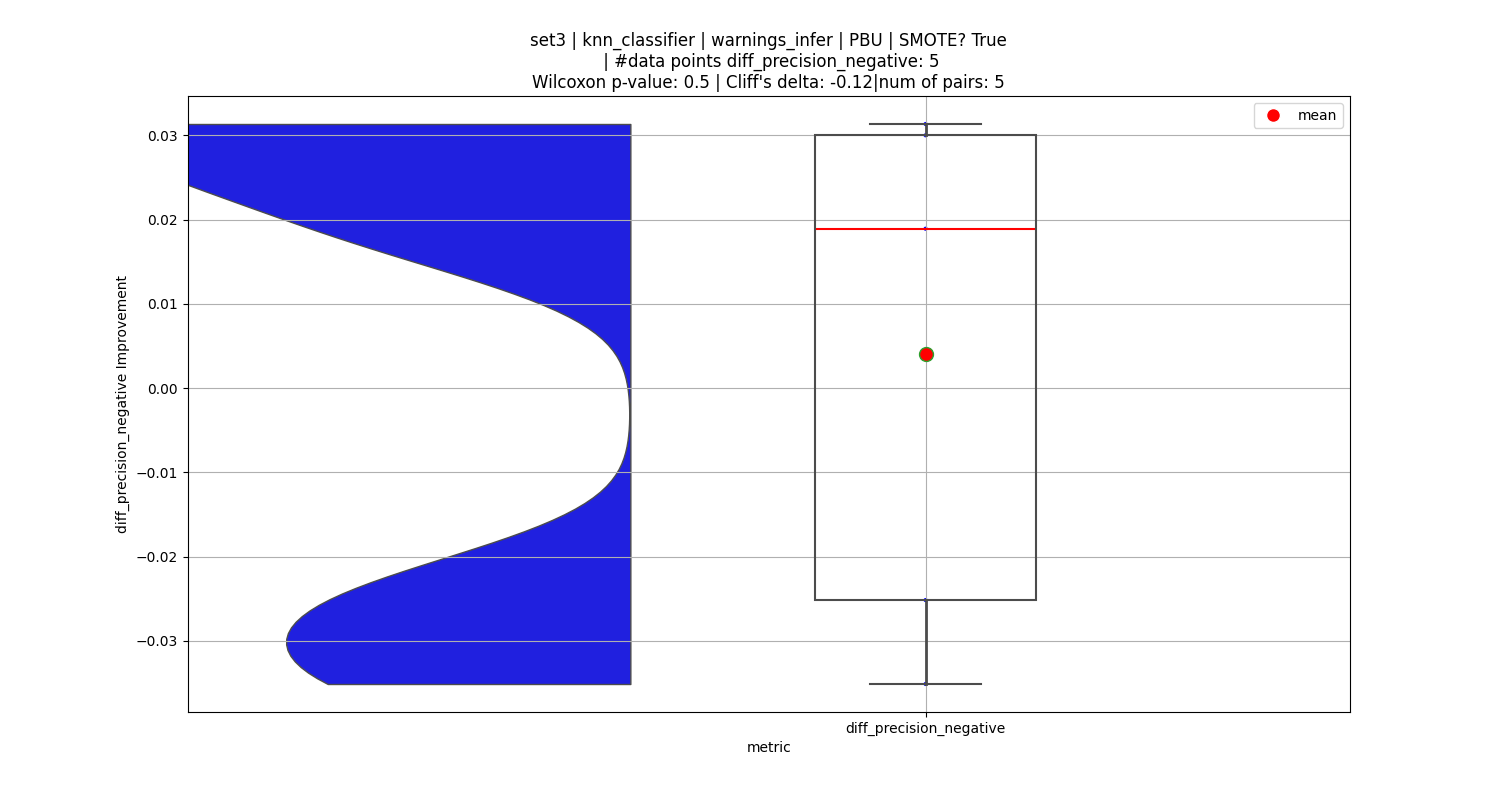 set3 | knn_classifier | warnings_infer | PBU | SMOTE? True
| #data points diff_precision_negative: 5
Wilcoxon p-value: 0.5 | Cliff's delta: -0.12|num of pairs: 5
mean
0.03
0.02
0.01
0.00
−0.01
−0.02
−0.03
diff_precision_negative Improvement
diff_precision_negative
metric